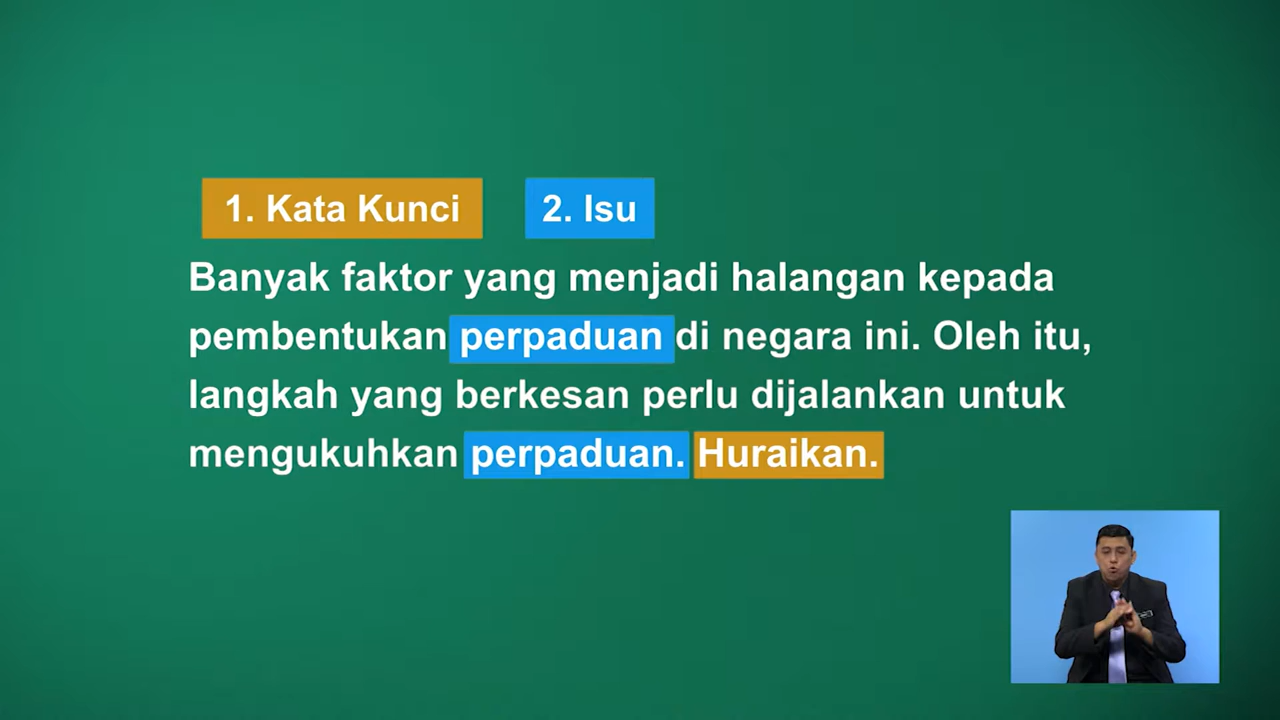 1. Kata Kunci 2. Isu
Banyak faktor yang menjadi halangan kepada
pembentukan perpaduan di negara ini. Oleh itu,
langkah yang berkesan perlu dijalankan untuk
mengukuhkan perpaduan. Huraikan.